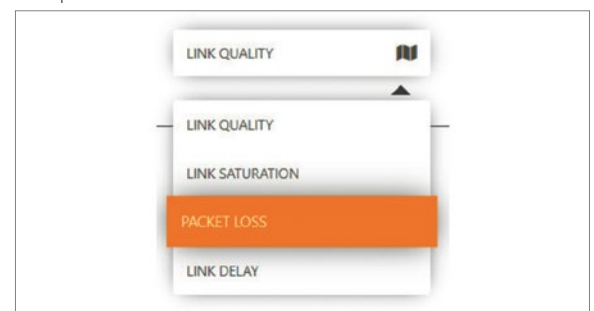 LINK QUALITY
LINK QUALITY
LINK SATURATION
PACKET LOSS
LINK DELAY